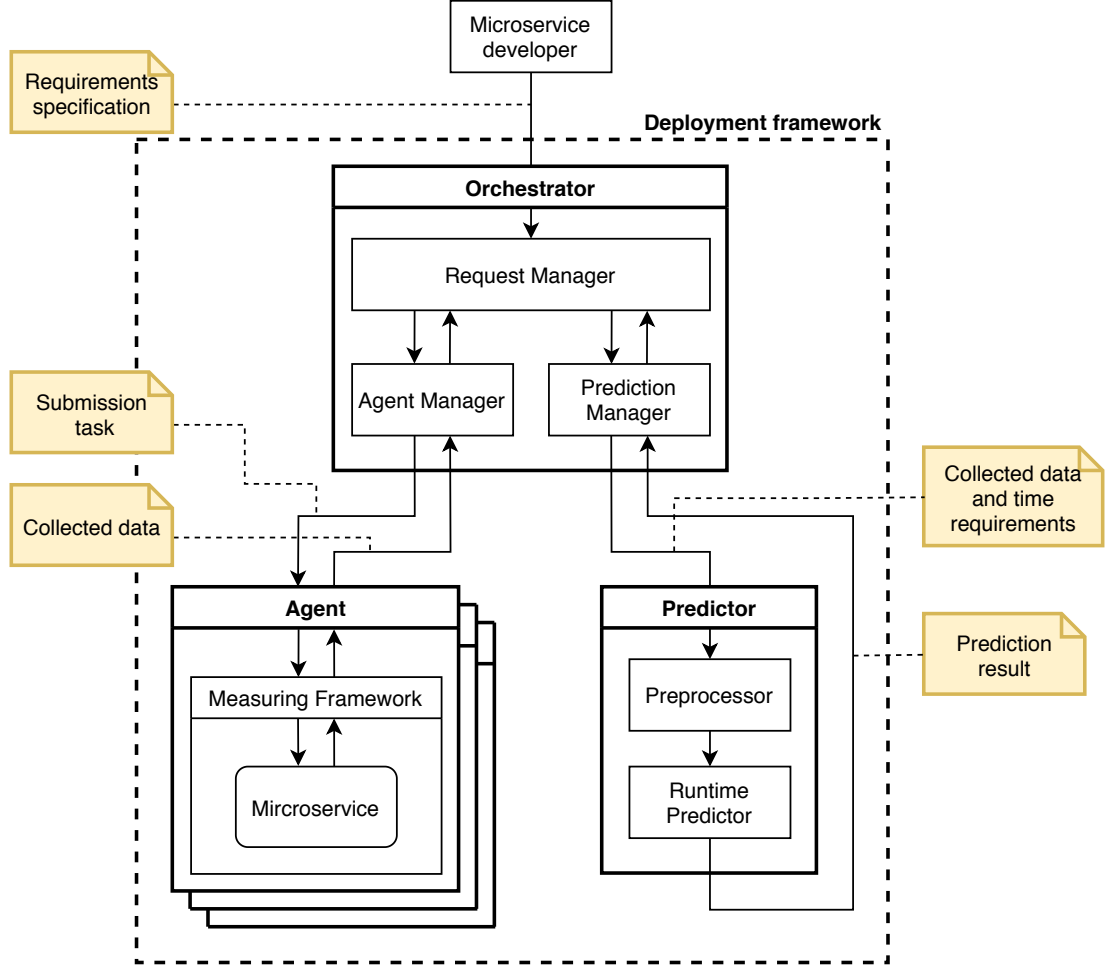 Microservice
developer
Requirements
specification
Deployment framework
Orchestrator
Request Manager
Agent Manager
Prediction
Manager
Submission
task
Collected data
Collected data
and time
requirements
Agent
Measuring Framework
Mircroservice
Predictor
Preprocessor
Runtime
Predictor
Prediction
result